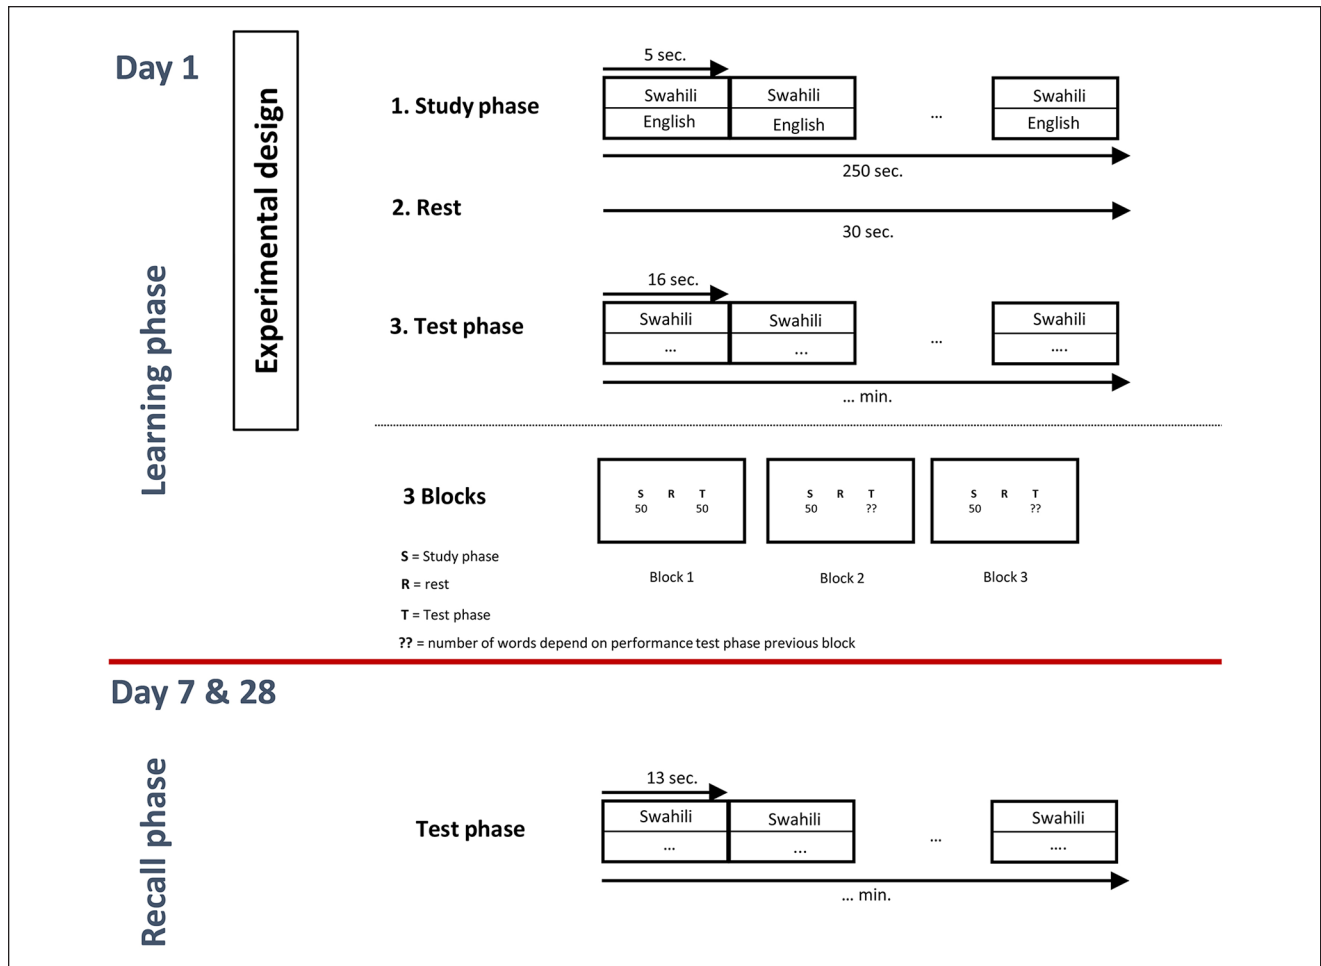 Day 1
Experimental design
Learning phase
5 sec.
1. Study phase
Swahili Swahili Swahili
English English ... English
250 sec.
2. Rest
30 sec.
16 sec.
3. Test phase
Swahili Swahili Swahili
... ... ... ....
... min.
3 Blocks
S R T S R T S R T
50 50 50 ?? 50 ??
Block 1 Block 2 Block 3
S = Study phase
R = rest
T = Test phase
?? = number of words depend on performance test phase previous block
Day 7 & 28
Recall phase
13 sec.
Test phase
Swahili Swahili Swahili
... ... ... ....
... min.